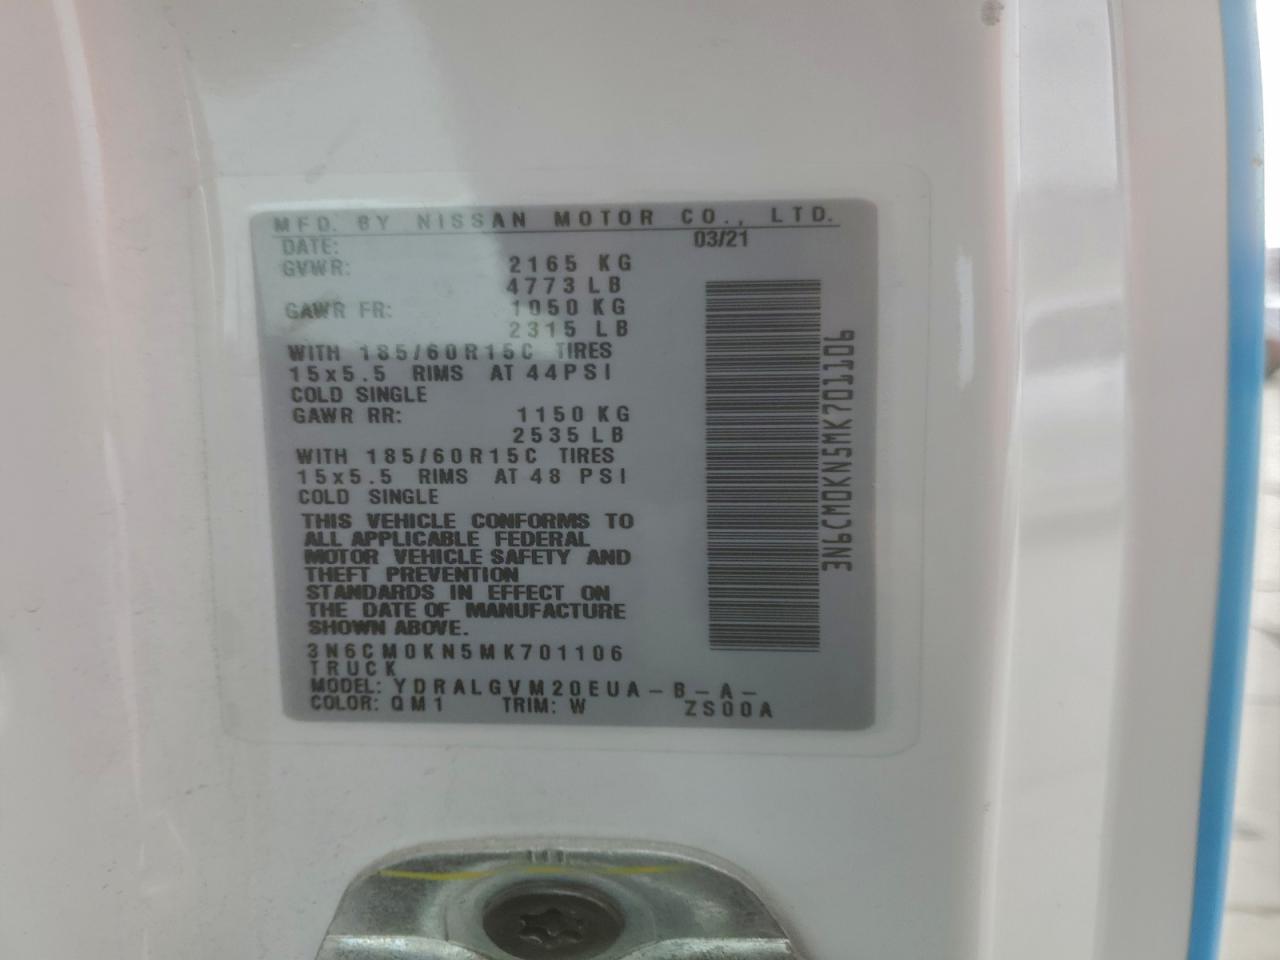 MFD. BY NISSAN MOTOR CO., LTD.
DATE: 03/21
GVWR: 2165 KG
4773 LB
GAWR FR: 1050 KG
2315 LB
WITH 185/60R15C TIRES
15x5.5 RIMS AT 44PSI
COLD SINGLE
GAWR RR: 1150 KG
2535 LB
WITH 185/60R15C TIRES
15x5.5 RIMS AT 48 PSI
COLD SINGLE
THIS VEHICLE CONFORMS TO
ALL APPLICABLE FEDERAL
MOTOR VEHICLE SAFETY AND
THEFT PREVENTION
STANDARDS IN EFFECT ON
THE DATE OF MANUFACTURE
SHOWN ABOVE.
3N6CM0KN5MK701106
TRUCK
MODEL: YDRALGVM20EUA-B-A-
COLOR: QM1 TRIM: W ZS00A
3N6CM0KN5MK701106